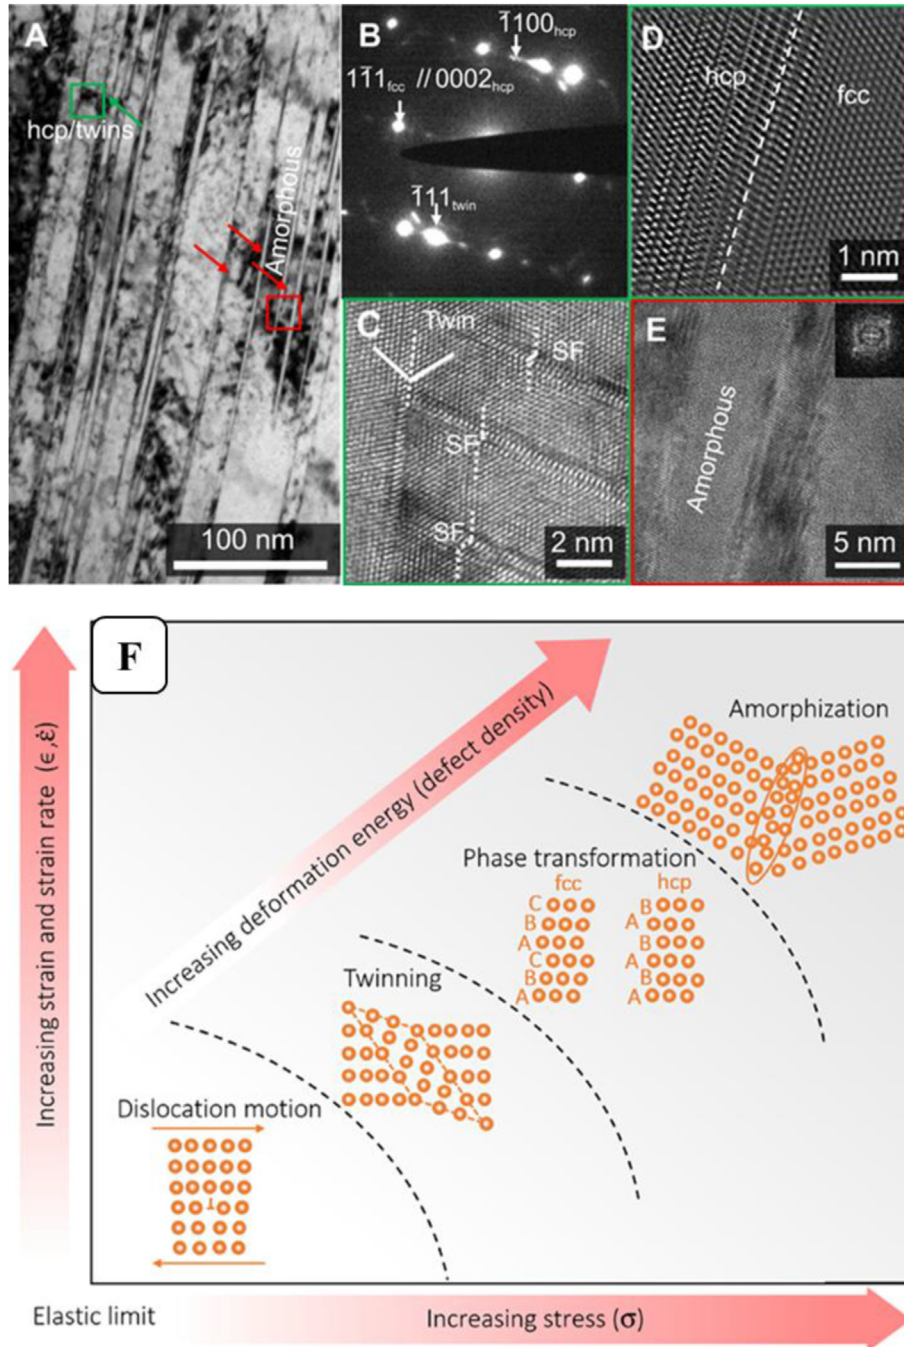 A
hcp/twins
Amorphous
100 nm
B
1̄100hcp
11̄1fcc // 0002hcp
1̄11twin
C
Twin
SF
SF
SF
2 nm
D
hcp
fcc
1 nm
E
Amorphous
5 nm
F
Increasing strain and strain rate (ϵ,ε̇)
Increasing deformation energy (defect density)
Amorphization
Phase transformation
fcc
hcp
C
B
A
C
B
A
B
A
B
A
B
A
Twinning
Dislocation motion
Elastic limit
Increasing stress (σ)